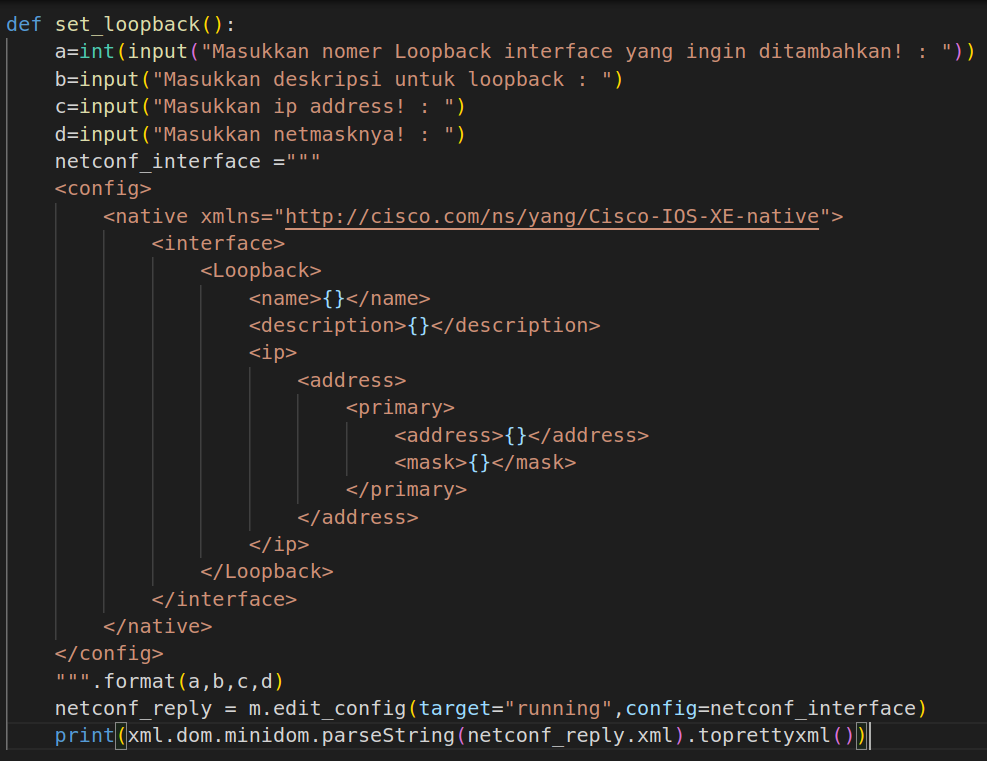 def set_loopback():
    a=int(input("Masukkan nomer Loopback interface yang ingin ditambahkan! : "))
    b=input("Masukkan deskripsi untuk loopback : ")
    c=input("Masukkan ip address! : ")
    d=input("Masukkan netmasknya! : ")
    netconf_interface ="""
    <config>
        <native xmlns="http://cisco.com/ns/yang/Cisco-IOS-XE-native">
            <interface>
                <Loopback>
                    <name>{}</name>
                    <description>{}</description>
                    <ip>
                        <address>
                            <primary>
                                <address>{}</address>
                                <mask>{}</mask>
                            </primary>
                        </address>
                    </ip>
                </Loopback>
            </interface>
        </native>
    </config>
    """.format(a,b,c,d)
    netconf_reply = m.edit_config(target="running",config=netconf_interface)
    print(xml.dom.minidom.parseString(netconf_reply.xml).toprettyxml())